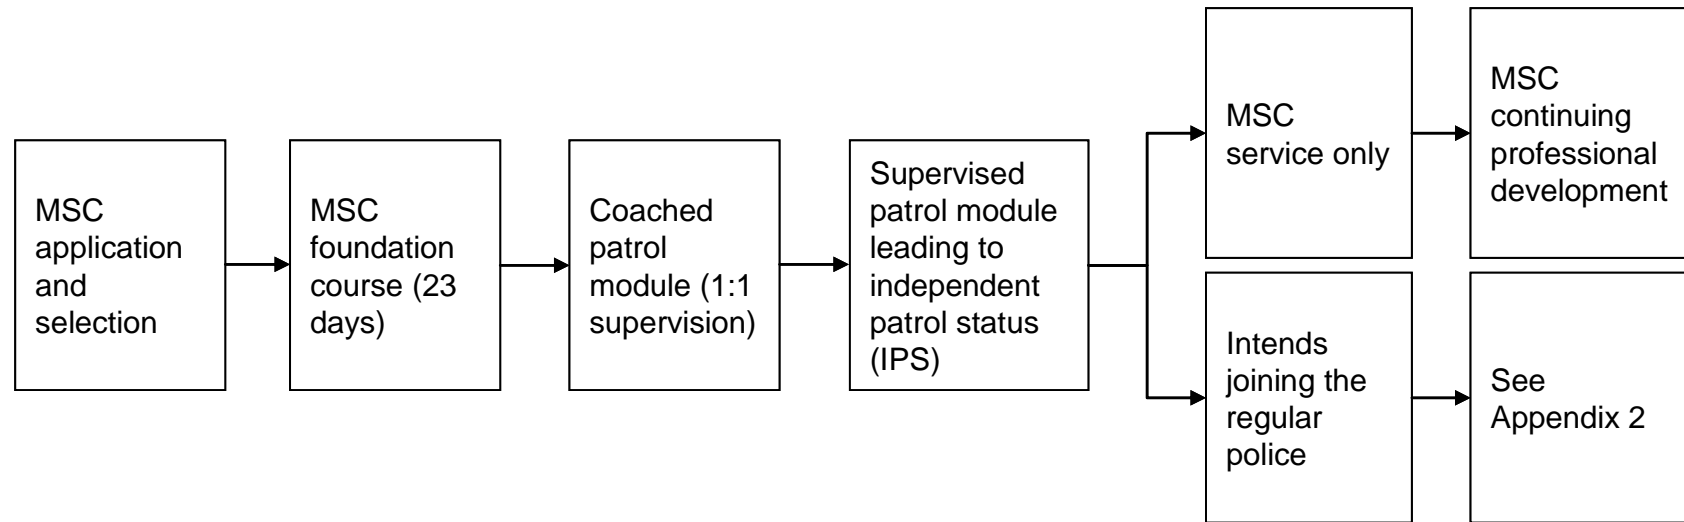 MSC
application
and
selection
MSC
foundation
course (23
days)
Coached
patrol
module (1:1
supervision)
Supervised
patrol module
leading to
independent
patrol status
(IPS)
MSC
service only
MSC
continuing
professional
development
Intends
joining the
regular
police
See
Appendix 2